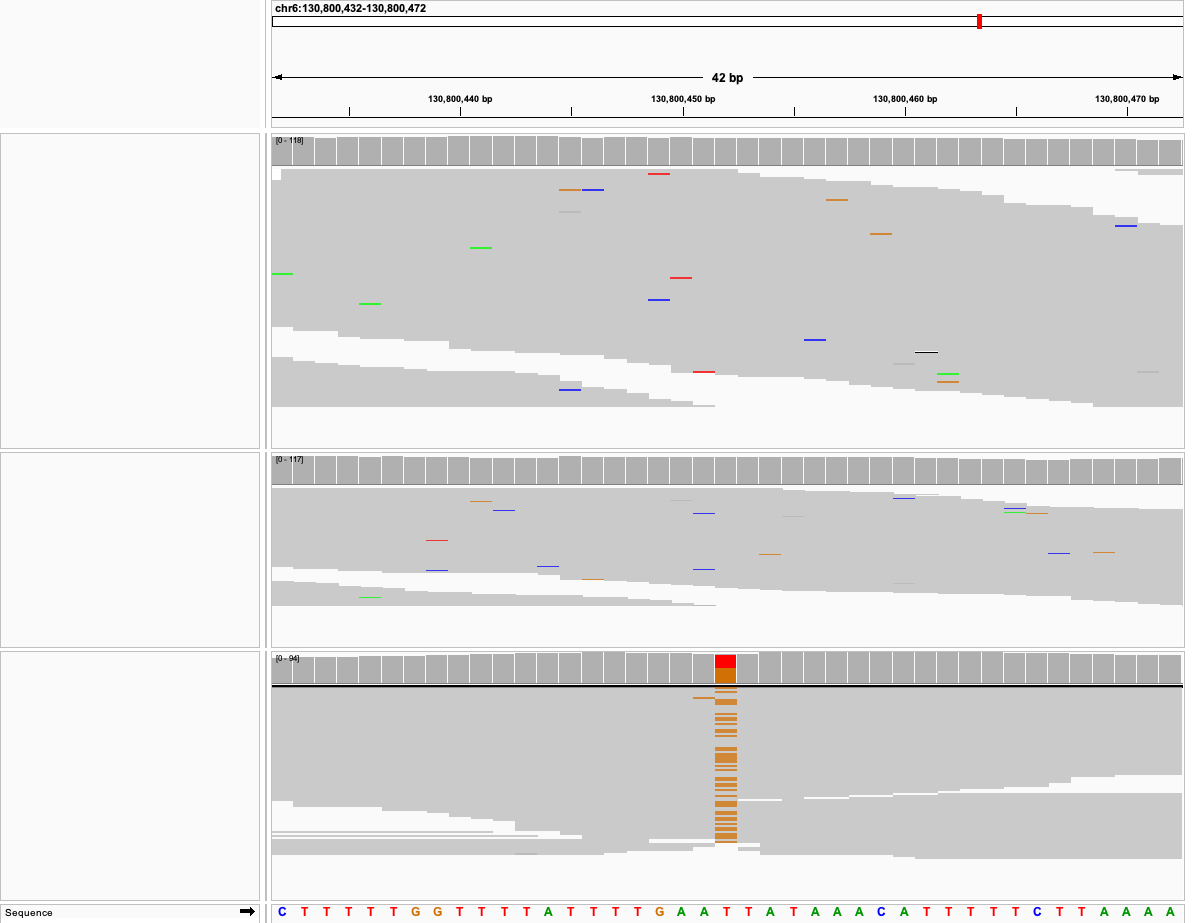 chr6:130,800,432-130,800,472
42 bp
130,800,440 bp 130,800,450 bp 130,800,460 bp 130,800,470 bp
[0 - 118]
[0 - 117]
[0 - 94]
Sequence C T T T T T G G T T T T A T T T T G A A T T A T A A A C A T T T T T C T T A A A A